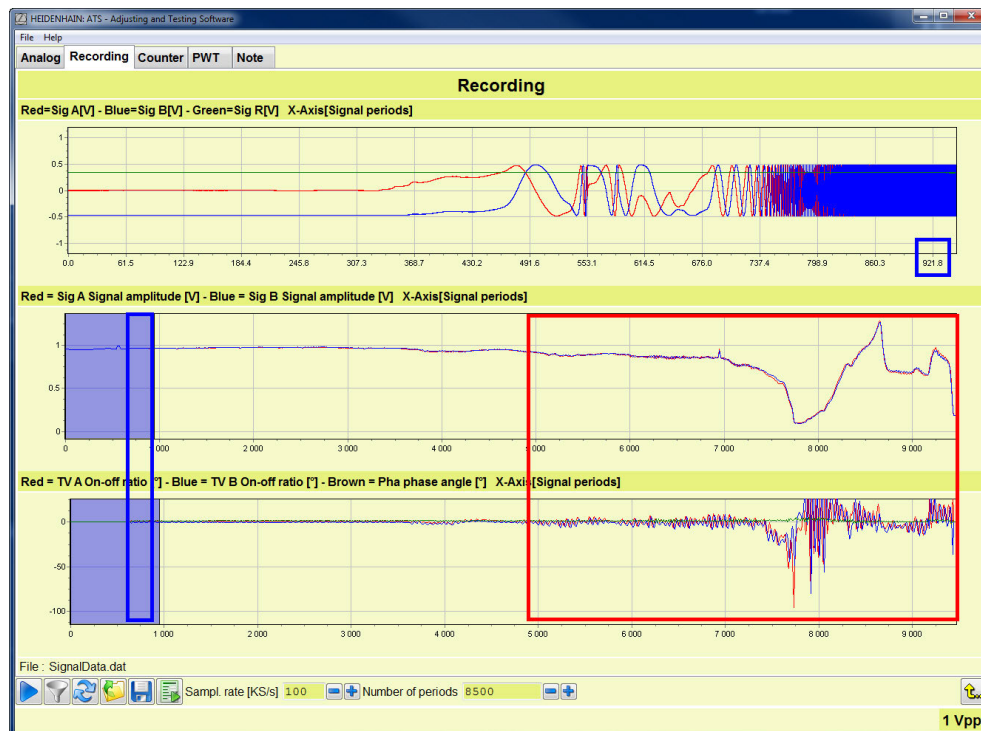 HEIDENHAIN: ATS - Adjusting and Testing Software
File Help
Analog Recording Counter PWT Note
Recording
Red=Sig A[V] - Blue=Sig B[V] - Green=Sig R[V] X-Axis[Signal periods]
1
0.5
0
-0.5
-1
0.0 61.5 122.9 184.4 245.8 307.3 368.7 430.2 491.6 553.1 614.5 676.0 737.4 798.9 860.3 921.8
Red = Sig A Signal amplitude [V] - Blue = Sig B Signal amplitude [V] X-Axis[Signal periods]
1
0.5
0
0 1 000 2 000 3 000 4 000 5 000 6 000 7 000 8 000 9 000
Red = TV A On-off ratio [°] - Blue = TV B On-off ratio [°] - Brown = Pha phase angle [°] X-Axis[Signal periods]
0
-50
-100
0 1 000 2 000 3 000 4 000 5 000 6 000 7 000 8 000 9 000
File : SignalData.dat
Sampl. rate [KS/s] 100 Number of periods 8500
1 Vpp